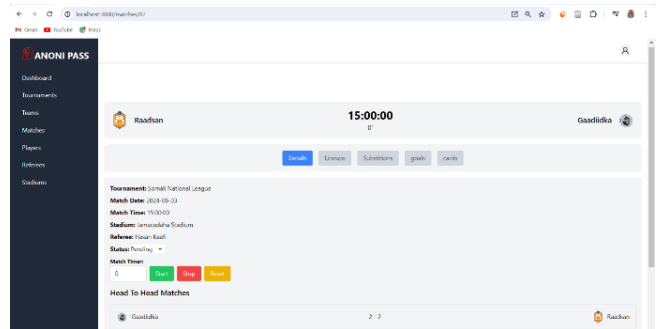 localhost:3000/matches/87
Gmail YouTube Maps
ANONI PASS
Dashboard
Tournaments
Teams
Matches
Players
Referees
Stadiums
Raadsan
15:00:00
0'
Gaadiidka
Details Lineups Substitions goals cards
Tournament: Somali National League
Match Date: 2024-06-03
Match Time: 15:00:00
Stadium: Jamacadaha Stadium
Referee: Hasan Kaafi
Status: Pending
Match Timer:
0 Start Stop Reset
Head To Head Matches
Gaadiidka 2 - 2 Raadsan